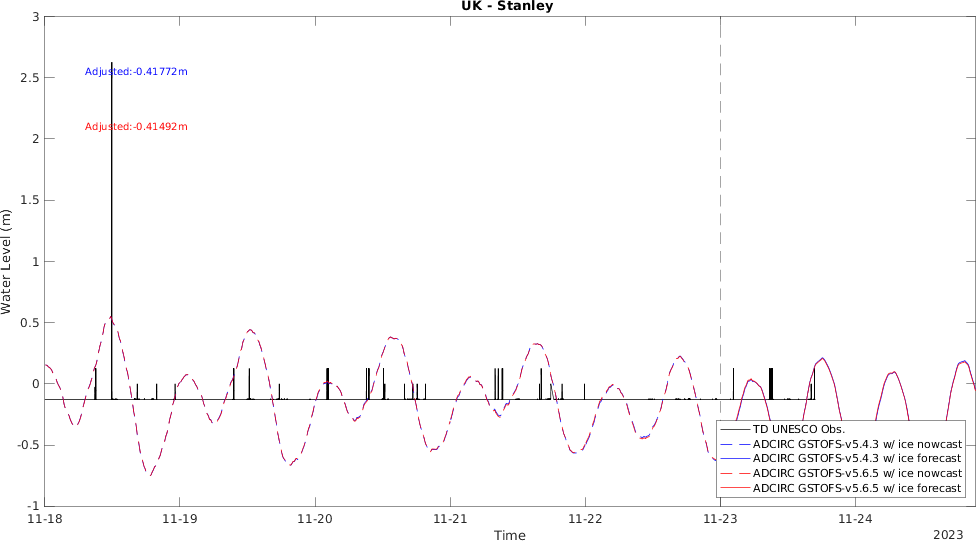 UK - Stanley
3
2.5
2
1.5
1
0.5
0
-0.5
-1
Water Level (m)
Adjusted:-0.41772m
Adjusted:-0.41492m
TD UNESCO Obs.
ADCIRC GSTOFS-v5.4.3 w/ ice nowcast
ADCIRC GSTOFS-v5.4.3 w/ ice forecast
ADCIRC GSTOFS-v5.6.5 w/ ice nowcast
ADCIRC GSTOFS-v5.6.5 w/ ice forecast
11-18 11-19 11-20 11-21 11-22 11-23 11-24
Time
2023